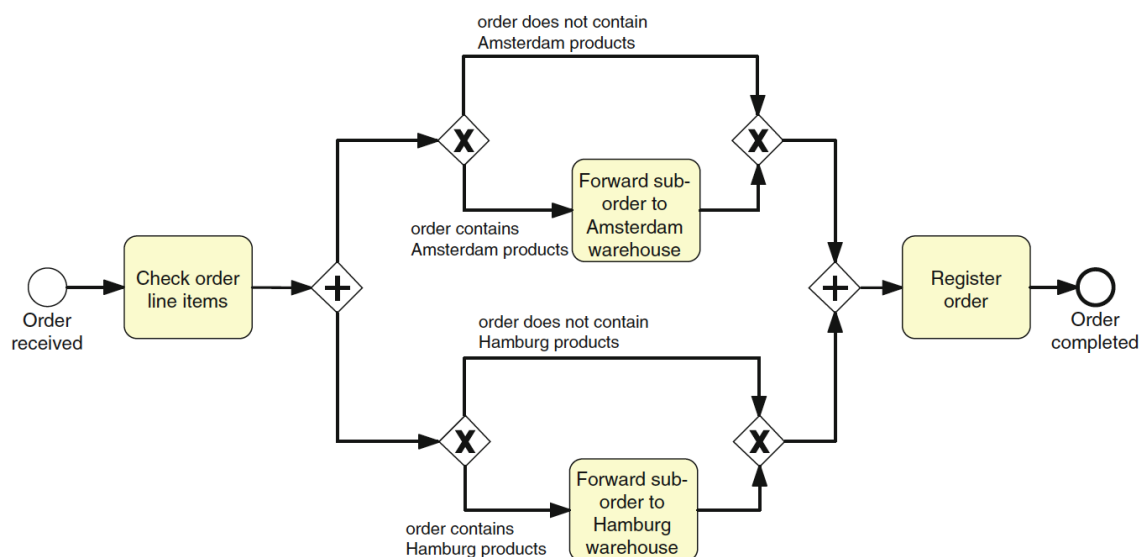 order does not contain
Amsterdam products
X
X
Forward sub-
order to
Amsterdam
warehouse
order contains
Amsterdam products
Check order
line items
Order
received
+
+
Register
order
Order
completed
order does not contain
Hamburg products
X
X
Forward sub-
order to
Hamburg
warehouse
order contains
Hamburg products